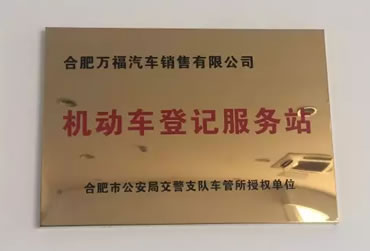 合肥万福汽车销售有限公司
机动车登记服务站
合肥市公安局交警支队车管所授权单位